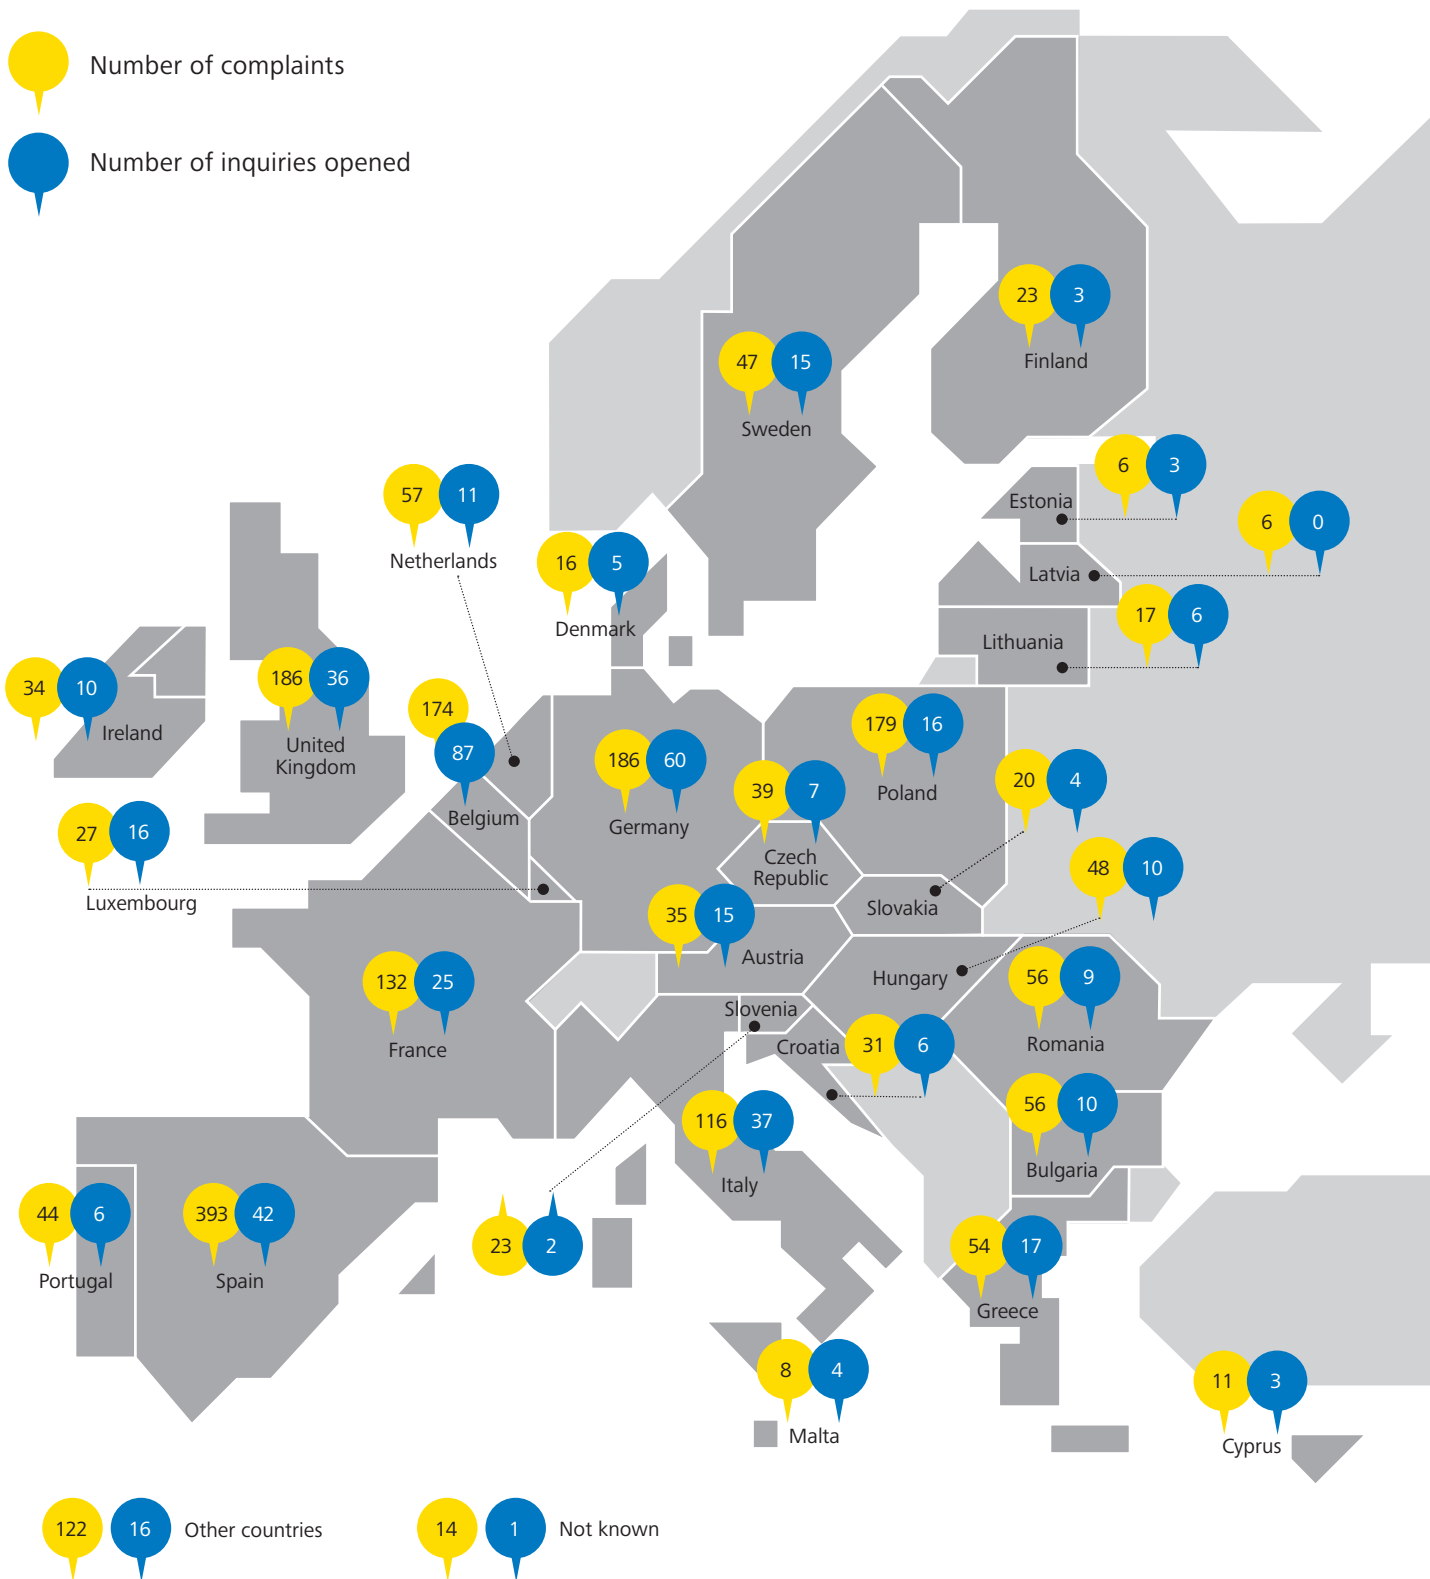 Number of complaints
Number of inquiries opened
23 3
Finland
47 15
Sweden
6 3
Estonia
57 11
Netherlands
6 0
Latvia
16 5
Denmark
17 6
Lithuania
34 10
Ireland
186 36
United
Kingdom
174
87
Belgium
186 60
Germany
179 16
Poland
39 7
Czech
Republic
20 4
Slovakia
27 16
Luxembourg
48 10
Hungary
35 15
Austria
132 25
France
56 9
Romania
Slovenia
Croatia 31 6
116 37
Italy
56 10
Bulgaria
44 6
Portugal
393 42
Spain
23 2
54 17
Greece
8 4
Malta
11 3
Cyprus
122 16 Other countries
14 1 Not known